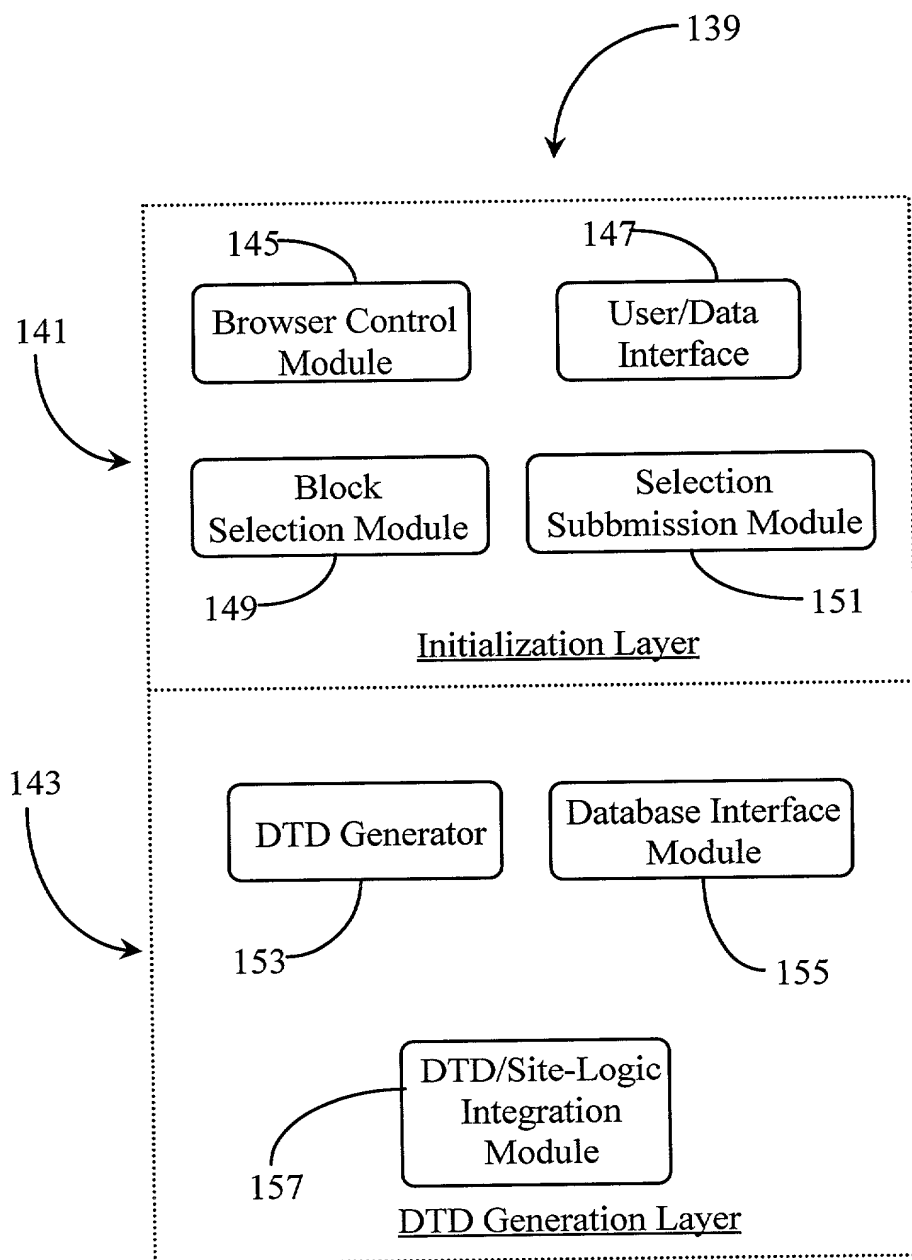 139
145
147
Browser Control
Module
User/Data
Interface
141
Block
Selection Module
Selection
Subbmission Module
149
151
Initialization Layer
143
DTD Generator
Database Interface
Module
153
155
DTD/Site-Logic
Integration
Module
157
DTD Generation Layer